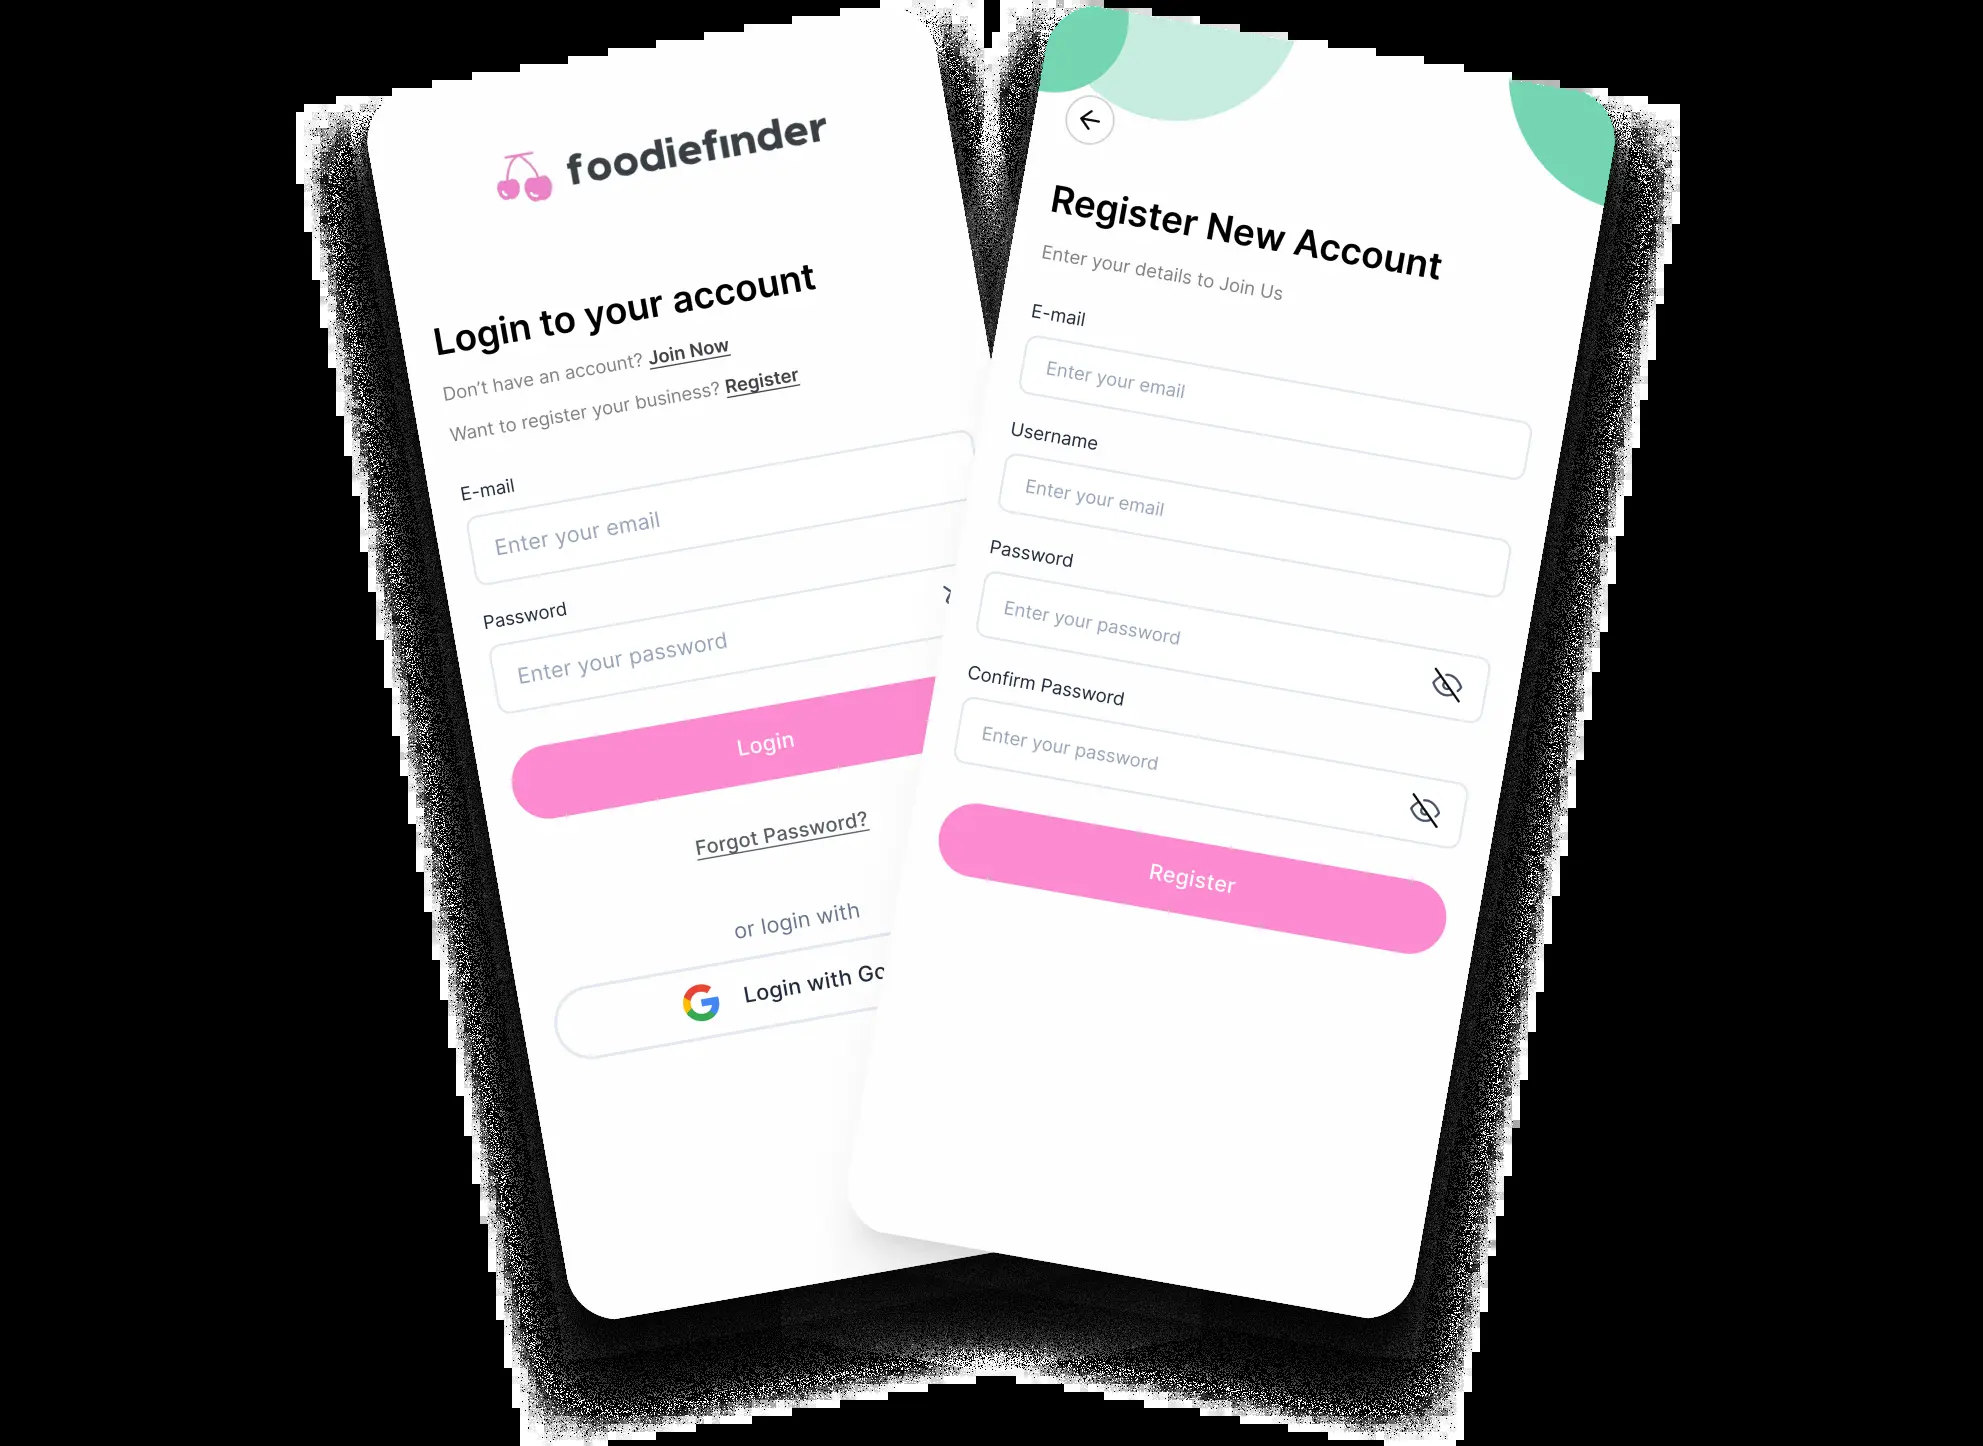 foodiefinder
Login to your account
Don't have an account? Join Now
Want to register your business? Register
E-mail
Enter your email
Password
Enter your password
Login
Forgot Password?
or login with
Login with Go
Register New Account
Enter your details to Join Us
E-mail
Enter your email
Username
Enter your email
Password
Enter your password
Confirm Password
Enter your password
Register